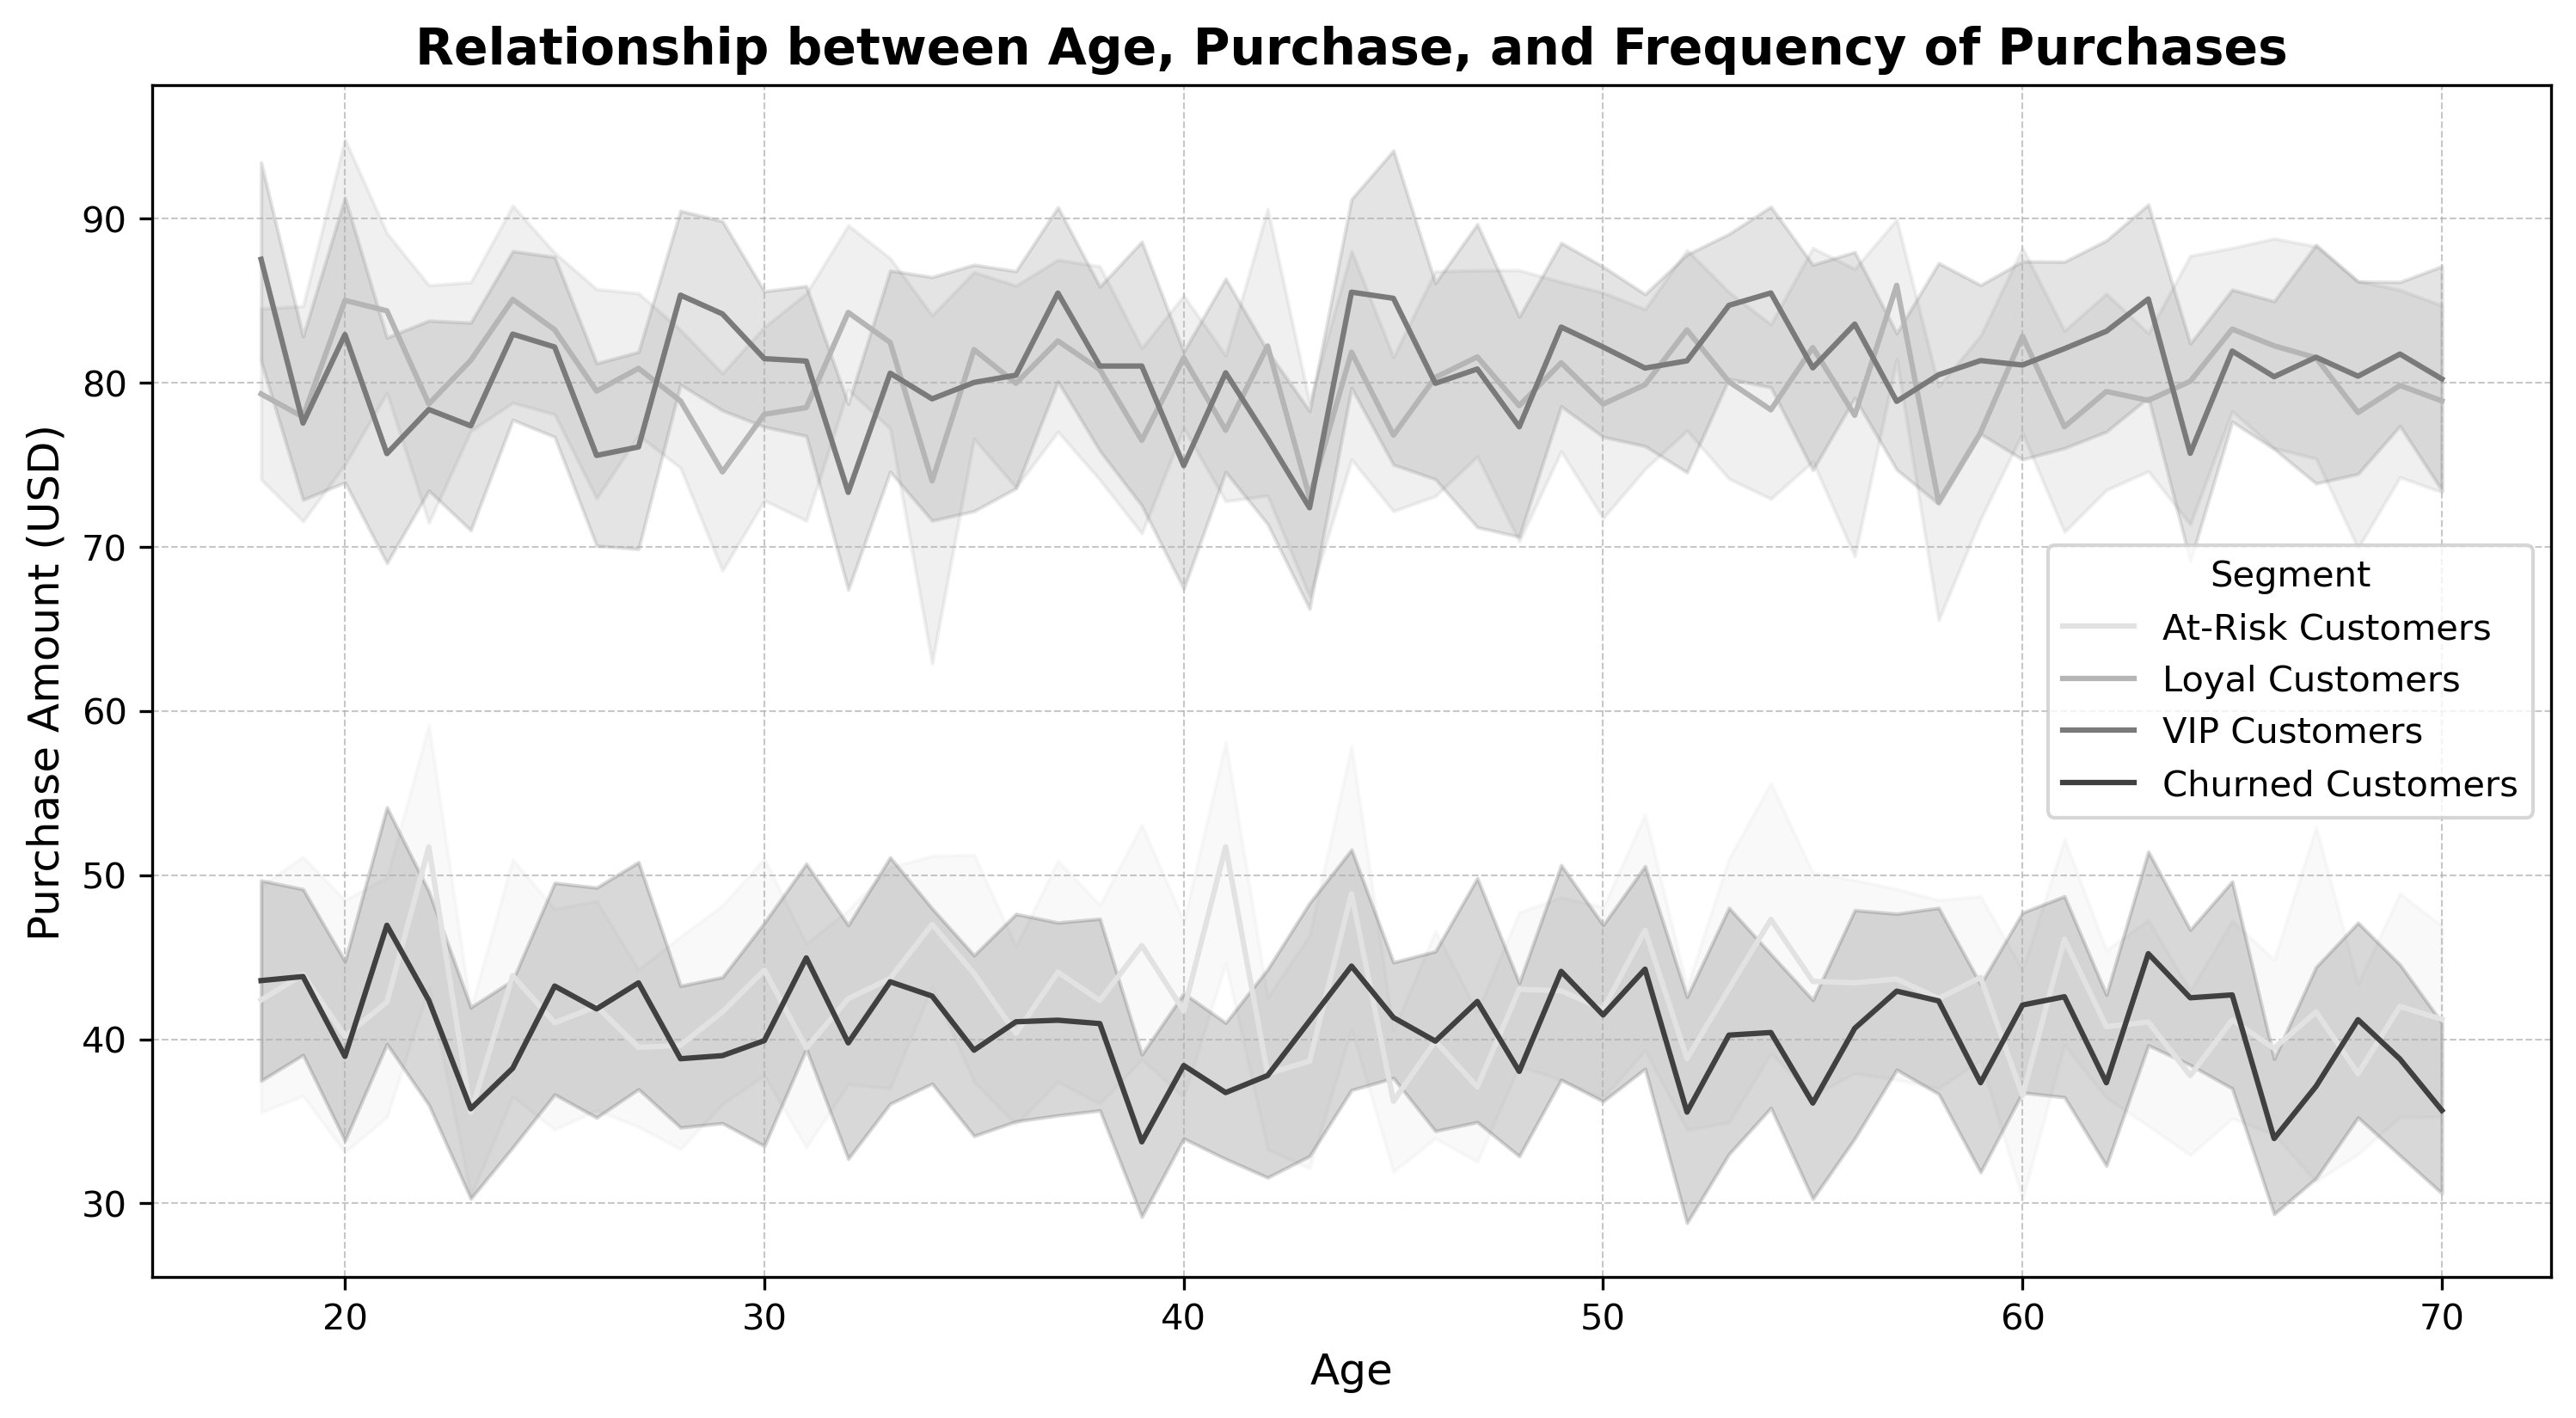 Relationship between Age, Purchase, and Frequency of Purchases
Purchase Amount (USD)
90
80
70
60
50
40
30
Segment
At-Risk Customers
Loyal Customers
VIP Customers
Churned Customers
20
30
40
50
60
70
Age